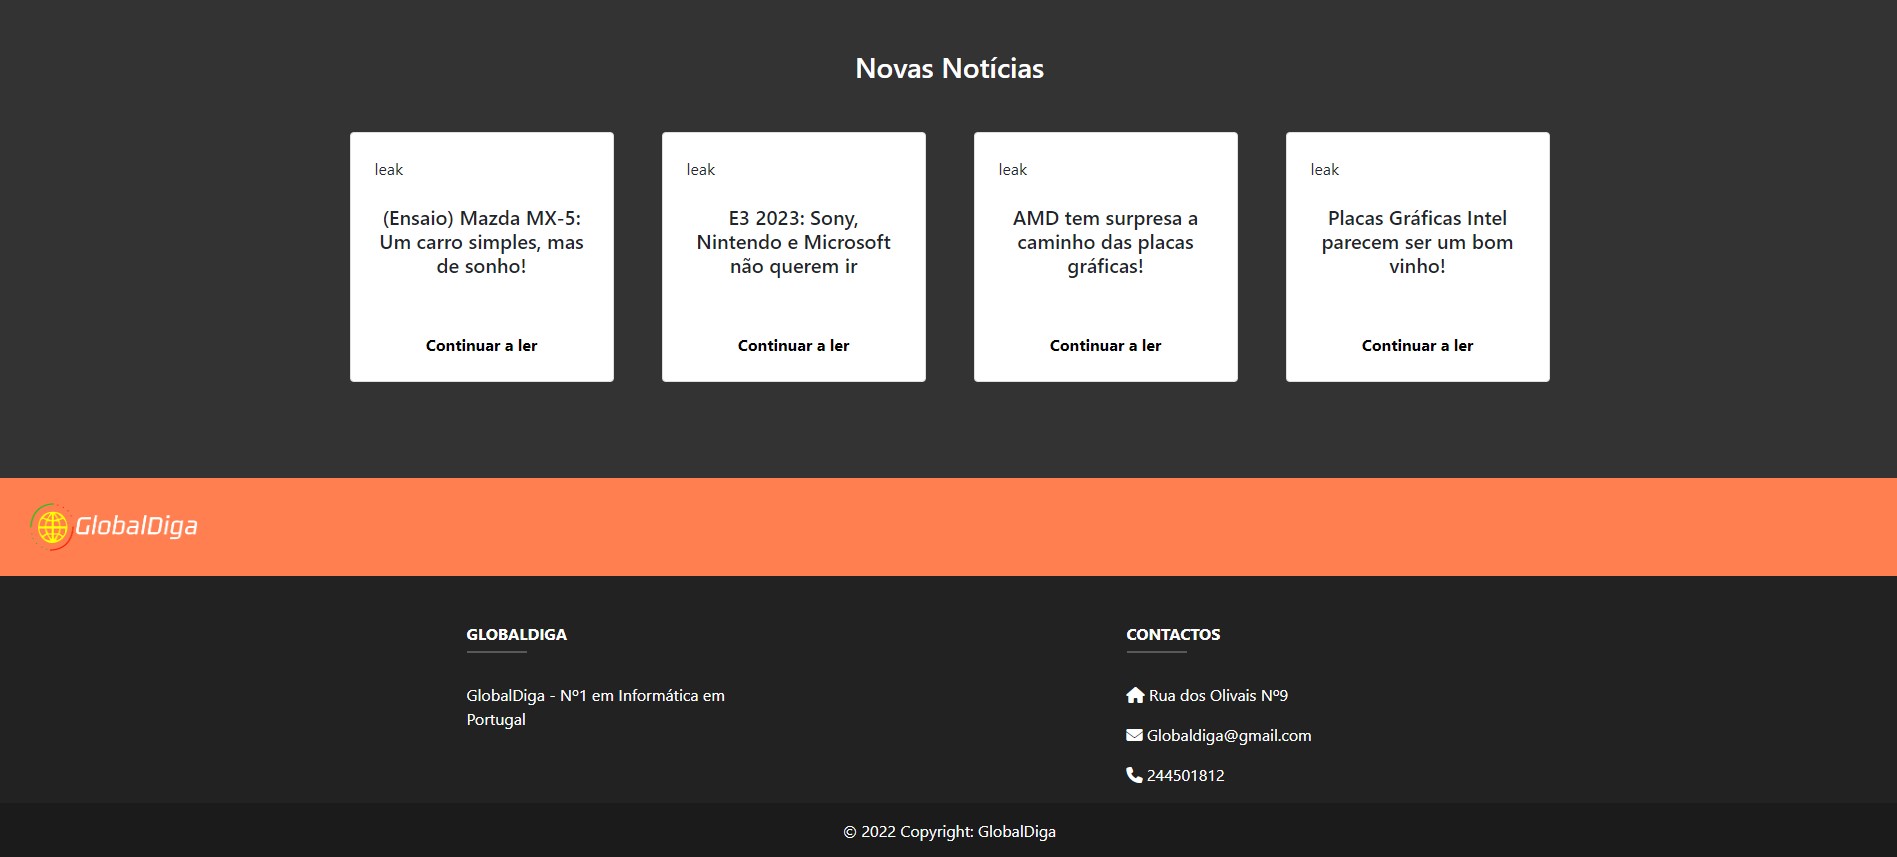 Novas Notícias
leak
(Ensaio) Mazda MX-5:
Um carro simples, mas
de sonho!
Continuar a ler
leak
E3 2023: Sony,
Nintendo e Microsoft
não querem ir
Continuar a ler
leak
AMD tem surpresa a
caminho das placas
gráficas!
Continuar a ler
leak
Placas Gráficas Intel
parecem ser um bom
vinho!
Continuar a ler
GlobalDiga
GLOBALDIGA
GlobalDiga - Nº1 em Informática em
Portugal
CONTACTOS
Rua dos Olivais Nº9
Globaldiga@gmail.com
244501812
© 2022 Copyright: GlobalDiga